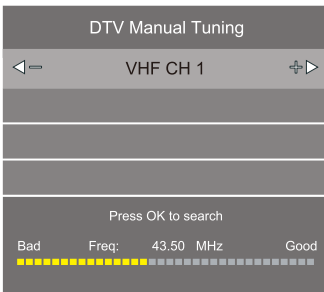 DTV Manual Tuning
− VHF CH 1 +
Press OK to search
Bad Freq: 43.50 MHz Good